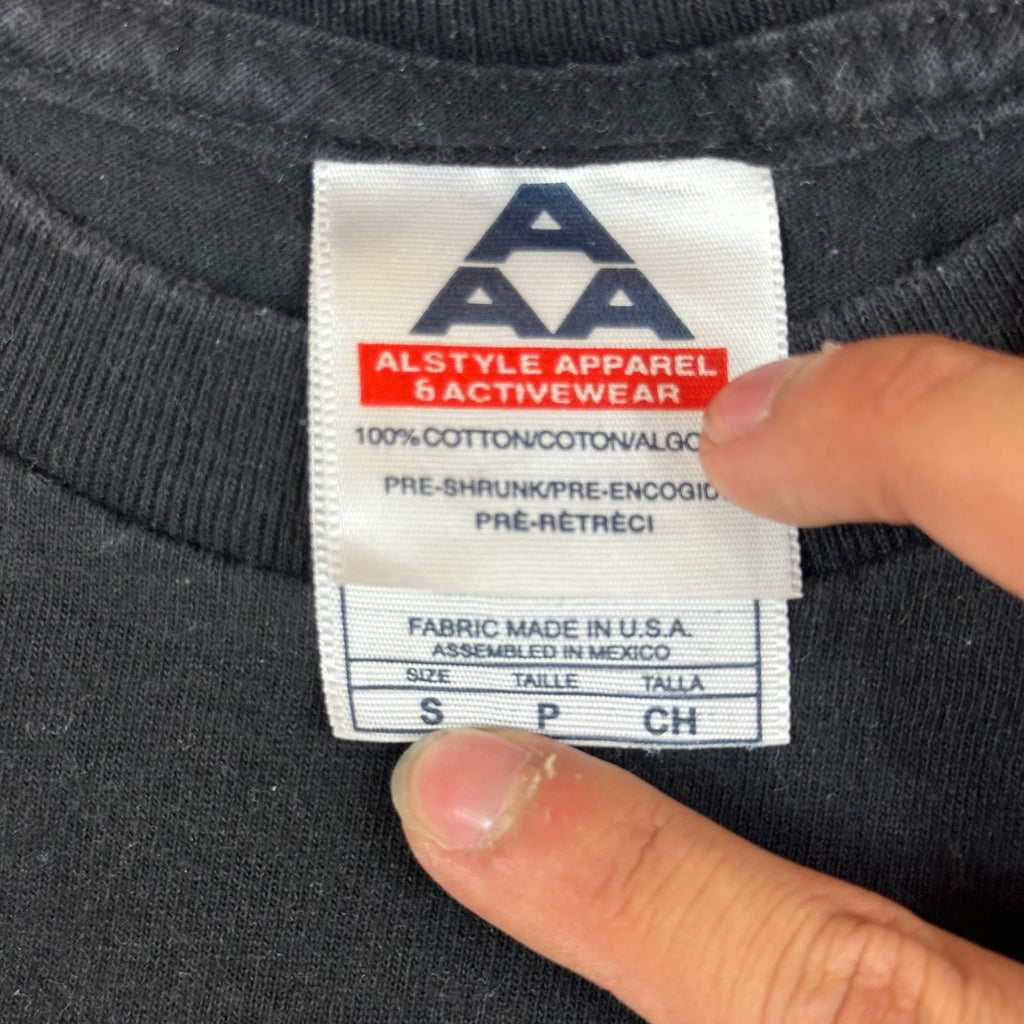 A
AA
ALSTYLE APPAREL
& ACTIVEWEAR
100% COTTON/COTON/ALGO
PRE-SHRUNK/PRE-ENCOGID
PRÉ-RÉTRÉCI
FABRIC MADE IN U.S.A.
ASSEMBLED IN MEXICO
SIZE TAILLE TALLA
S P CH